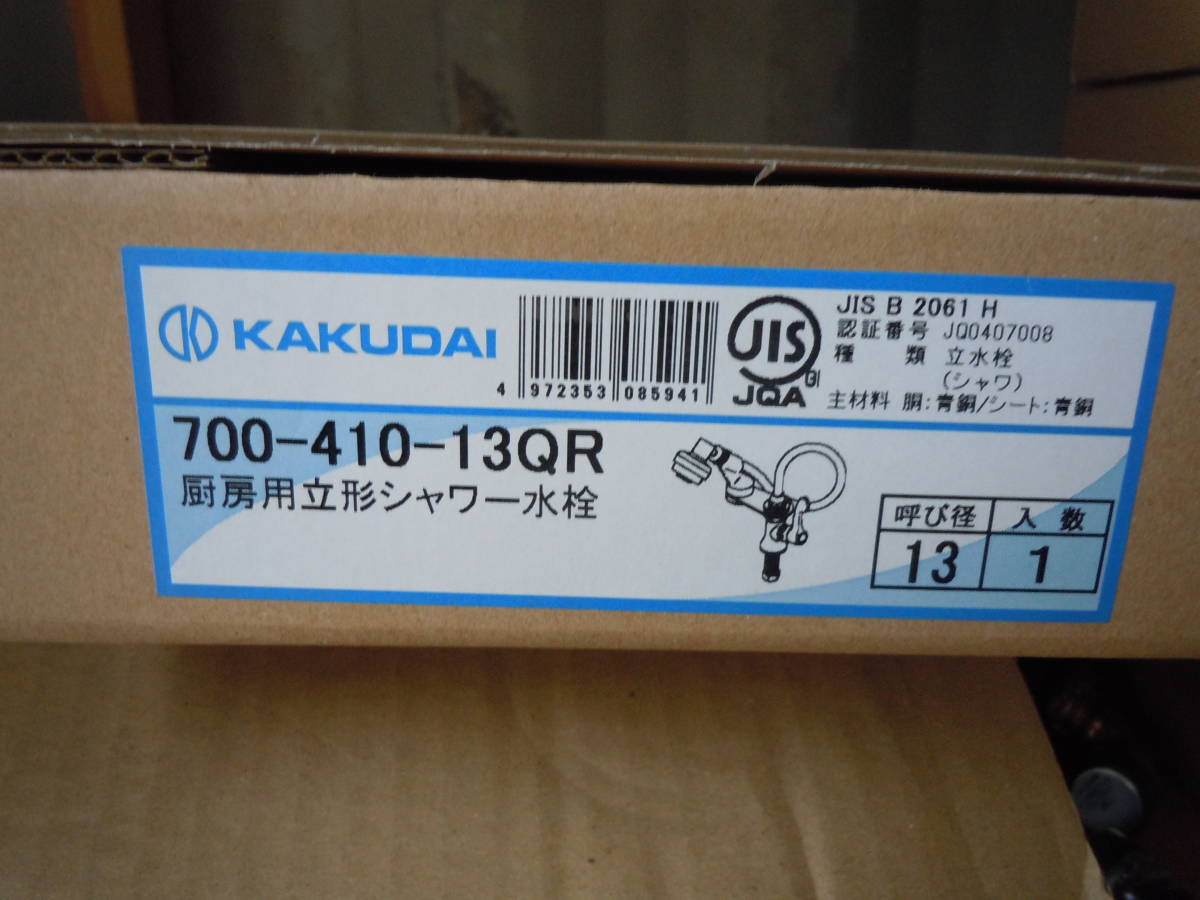 KAKUDAI
4 972353 085941
JIS
JQA
JIS B 2061 H
認証番号 JQ0407008
種 類 立水栓
(シャワ)
主材料 胴:青銅/シート:青銅
700-410-13QR
厨房用立形シャワー水栓
呼び径 入数
13 1